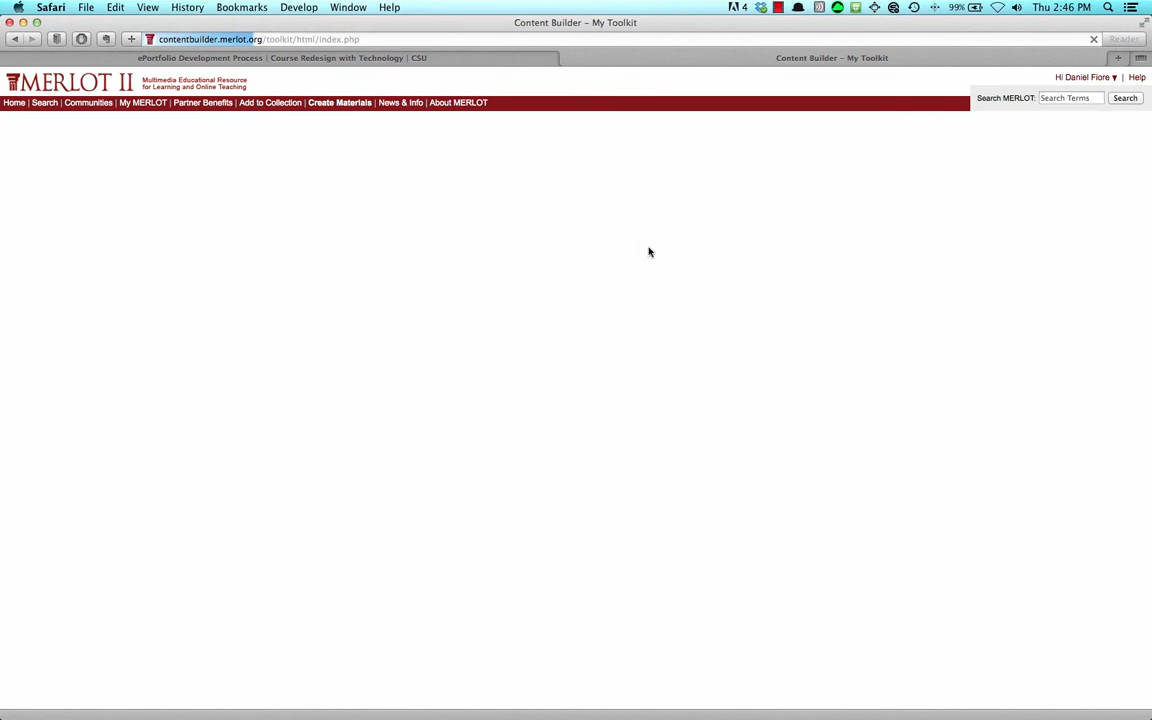 Safari File Edit View History Bookmarks Develop Window Help 4 99% Thu 2:46 PM
Content Builder – My Toolkit
contentbuilder.merlot.org/toolkit/html/index.php Reader
ePortfolio Development Process | Course Redesign with Technology | CSU Content Builder – My Toolkit
MERLOT II Multimedia Educational Resource for Learning and Online Teaching Hi Daniel Fiore ▾ | Help
Home | Search | Communities | My MERLOT | Partner Benefits | Add to Collection | Create Materials | News & Info | About MERLOT Search MERLOT: Search Terms Search